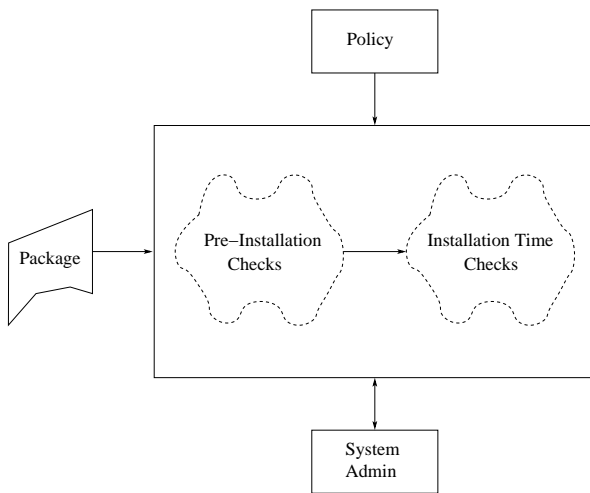 Policy
Package
Pre−Installation
Checks
Installation Time
Checks
System
Admin